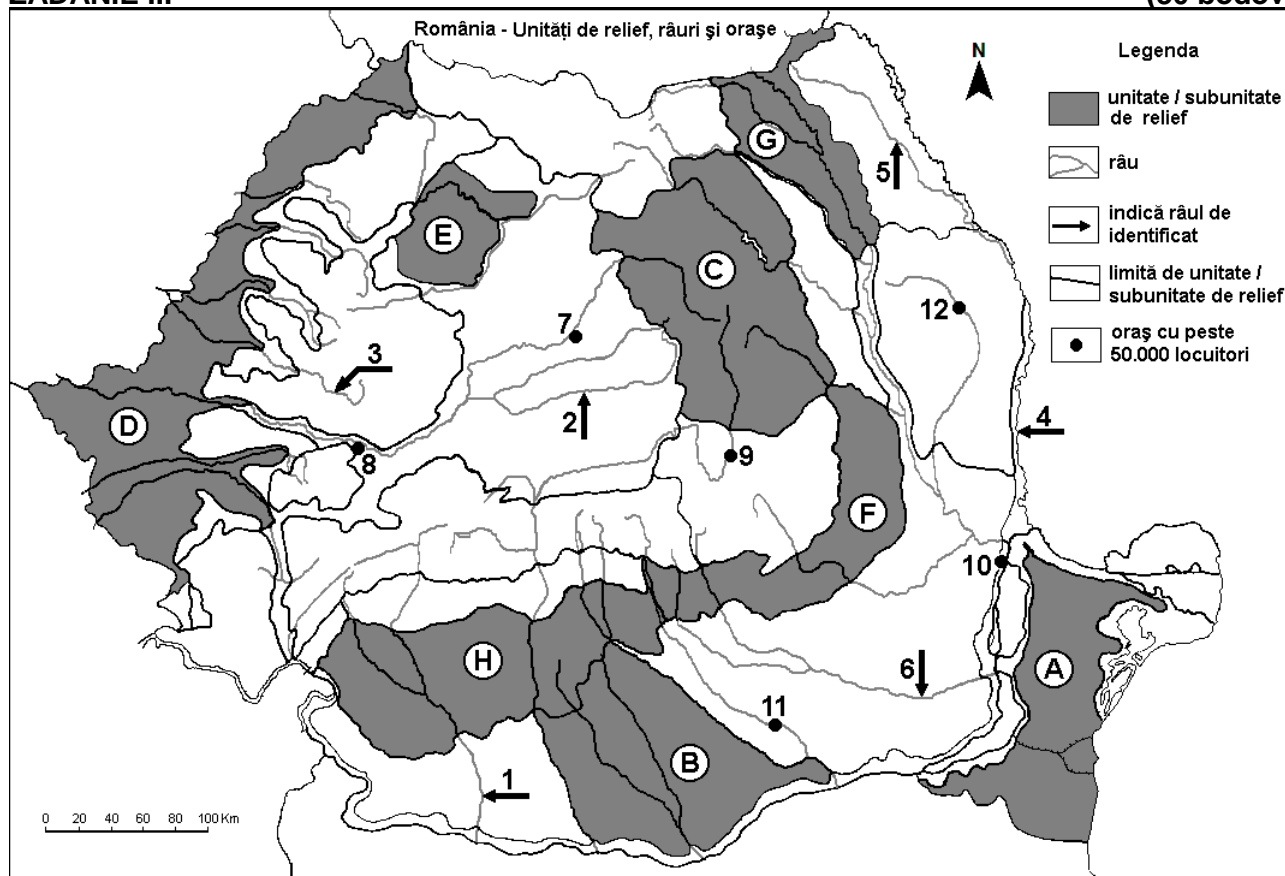 ZADANIE III
România - Unități de relief, râuri și orașe
N
Legenda
unitate / subunitate
de relief
râu
indică râul de
identificat
limită de unitate /
subunitate de relief
oraș cu peste
50.000 locuitori
G
5
E
C
12
7
3
4
D
2
8
9
F
10
H
6
A
11
B
1
0 20 40 60 80 100 Km